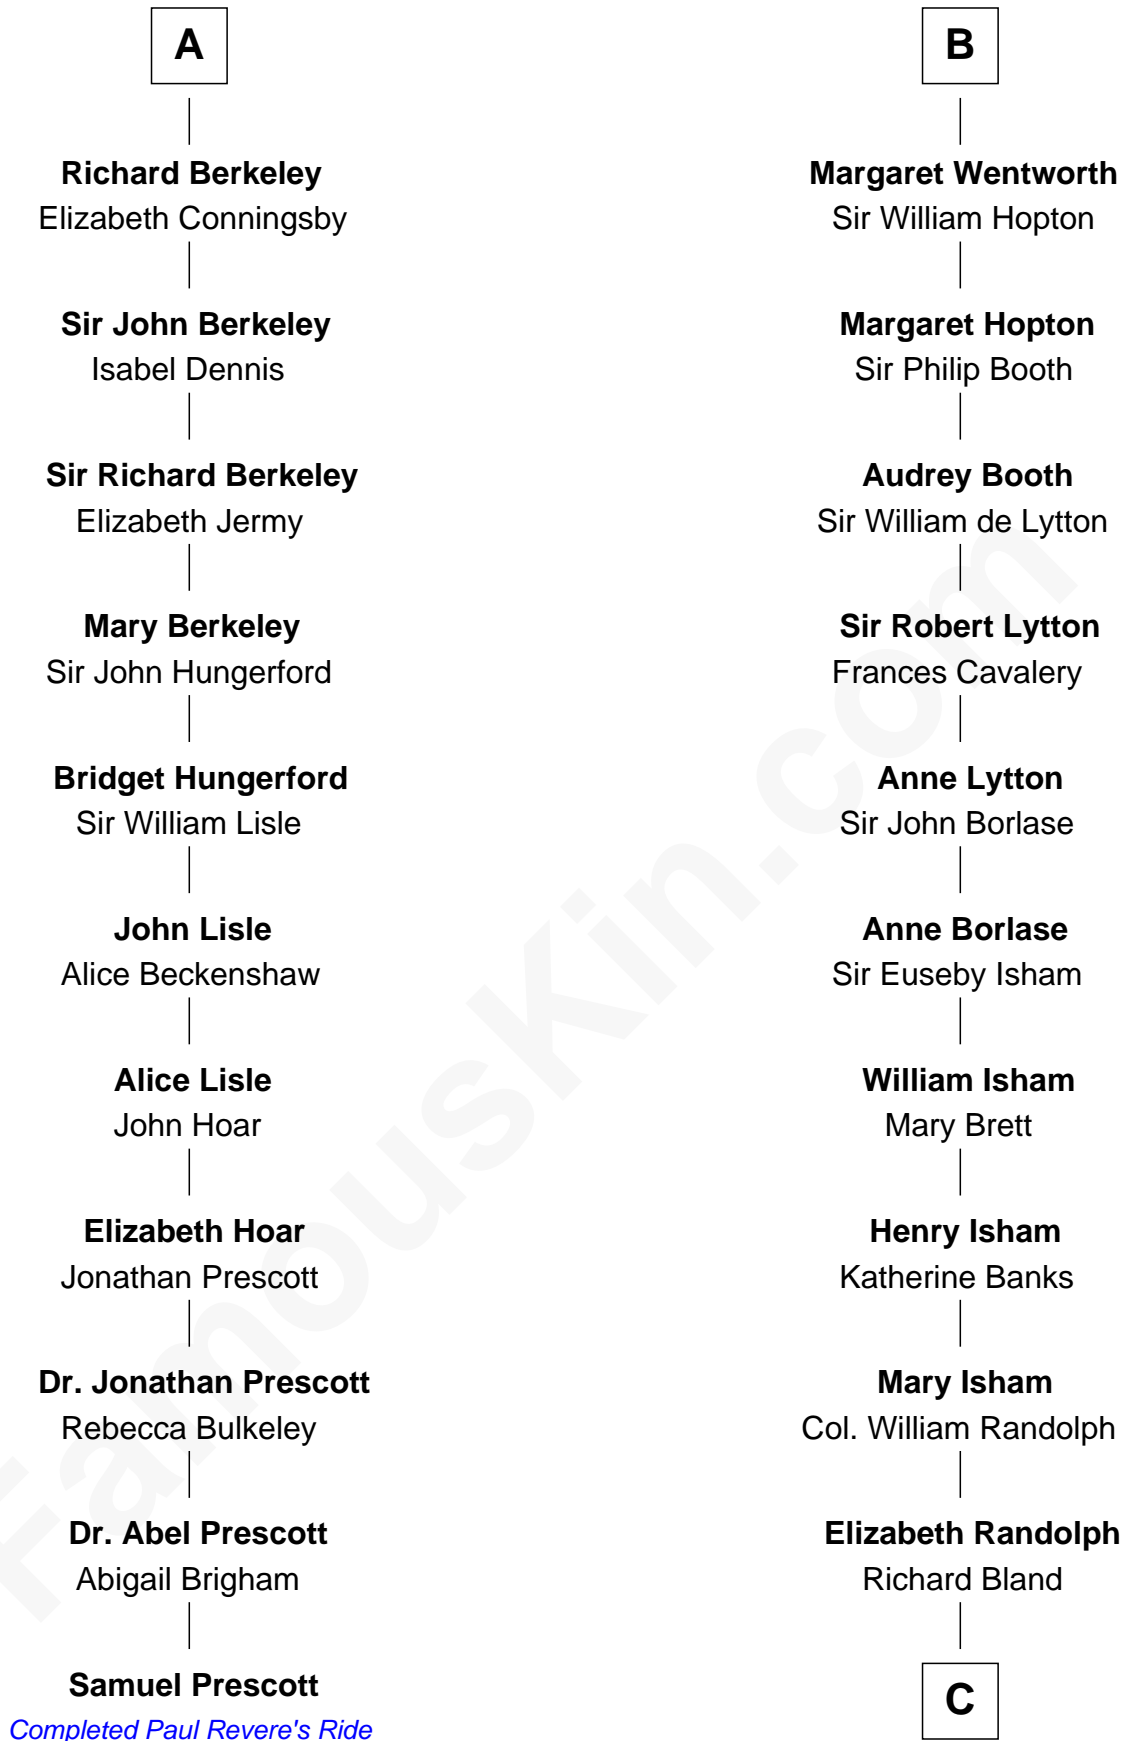 A
Richard Berkeley
Elizabeth Conningsby
Sir John Berkeley
Isabel Dennis
Sir Richard Berkeley
Elizabeth Jermy
Mary Berkeley
Sir John Hungerford
Bridget Hungerford
Sir William Lisle
John Lisle
Alice Beckenshaw
Alice Lisle
John Hoar
Elizabeth Hoar
Jonathan Prescott
Dr. Jonathan Prescott
Rebecca Bulkeley
Dr. Abel Prescott
Abigail Brigham
Samuel Prescott
Completed Paul Revere's Ride
B
Margaret Wentworth
Sir William Hopton
Margaret Hopton
Sir Philip Booth
Audrey Booth
Sir William de Lytton
Sir Robert Lytton
Frances Cavalery
Anne Lytton
Sir John Borlase
Anne Borlase
Sir Euseby Isham
William Isham
Mary Brett
Henry Isham
Katherine Banks
Mary Isham
Col. William Randolph
Elizabeth Randolph
Richard Bland
C
FamousKin.com